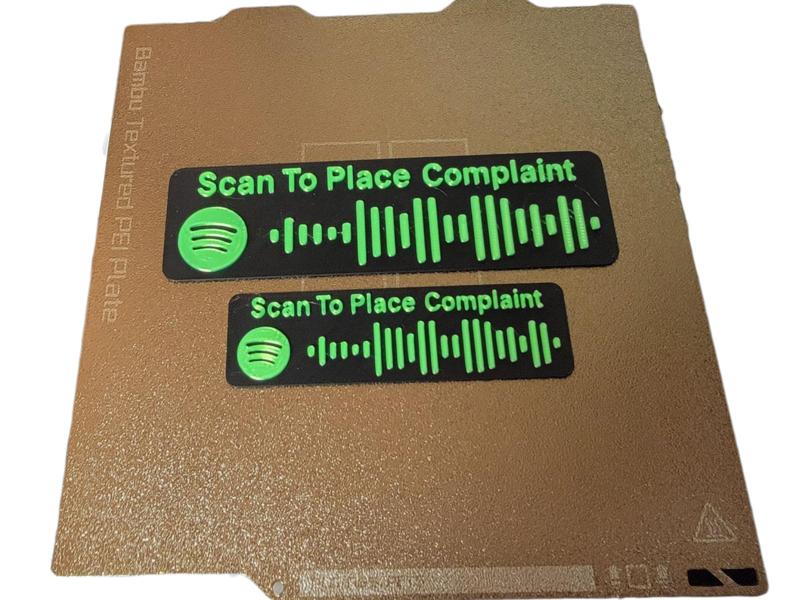 Bambu Textured PEI Plate
Scan To Place Complaint
Scan To Place Complaint